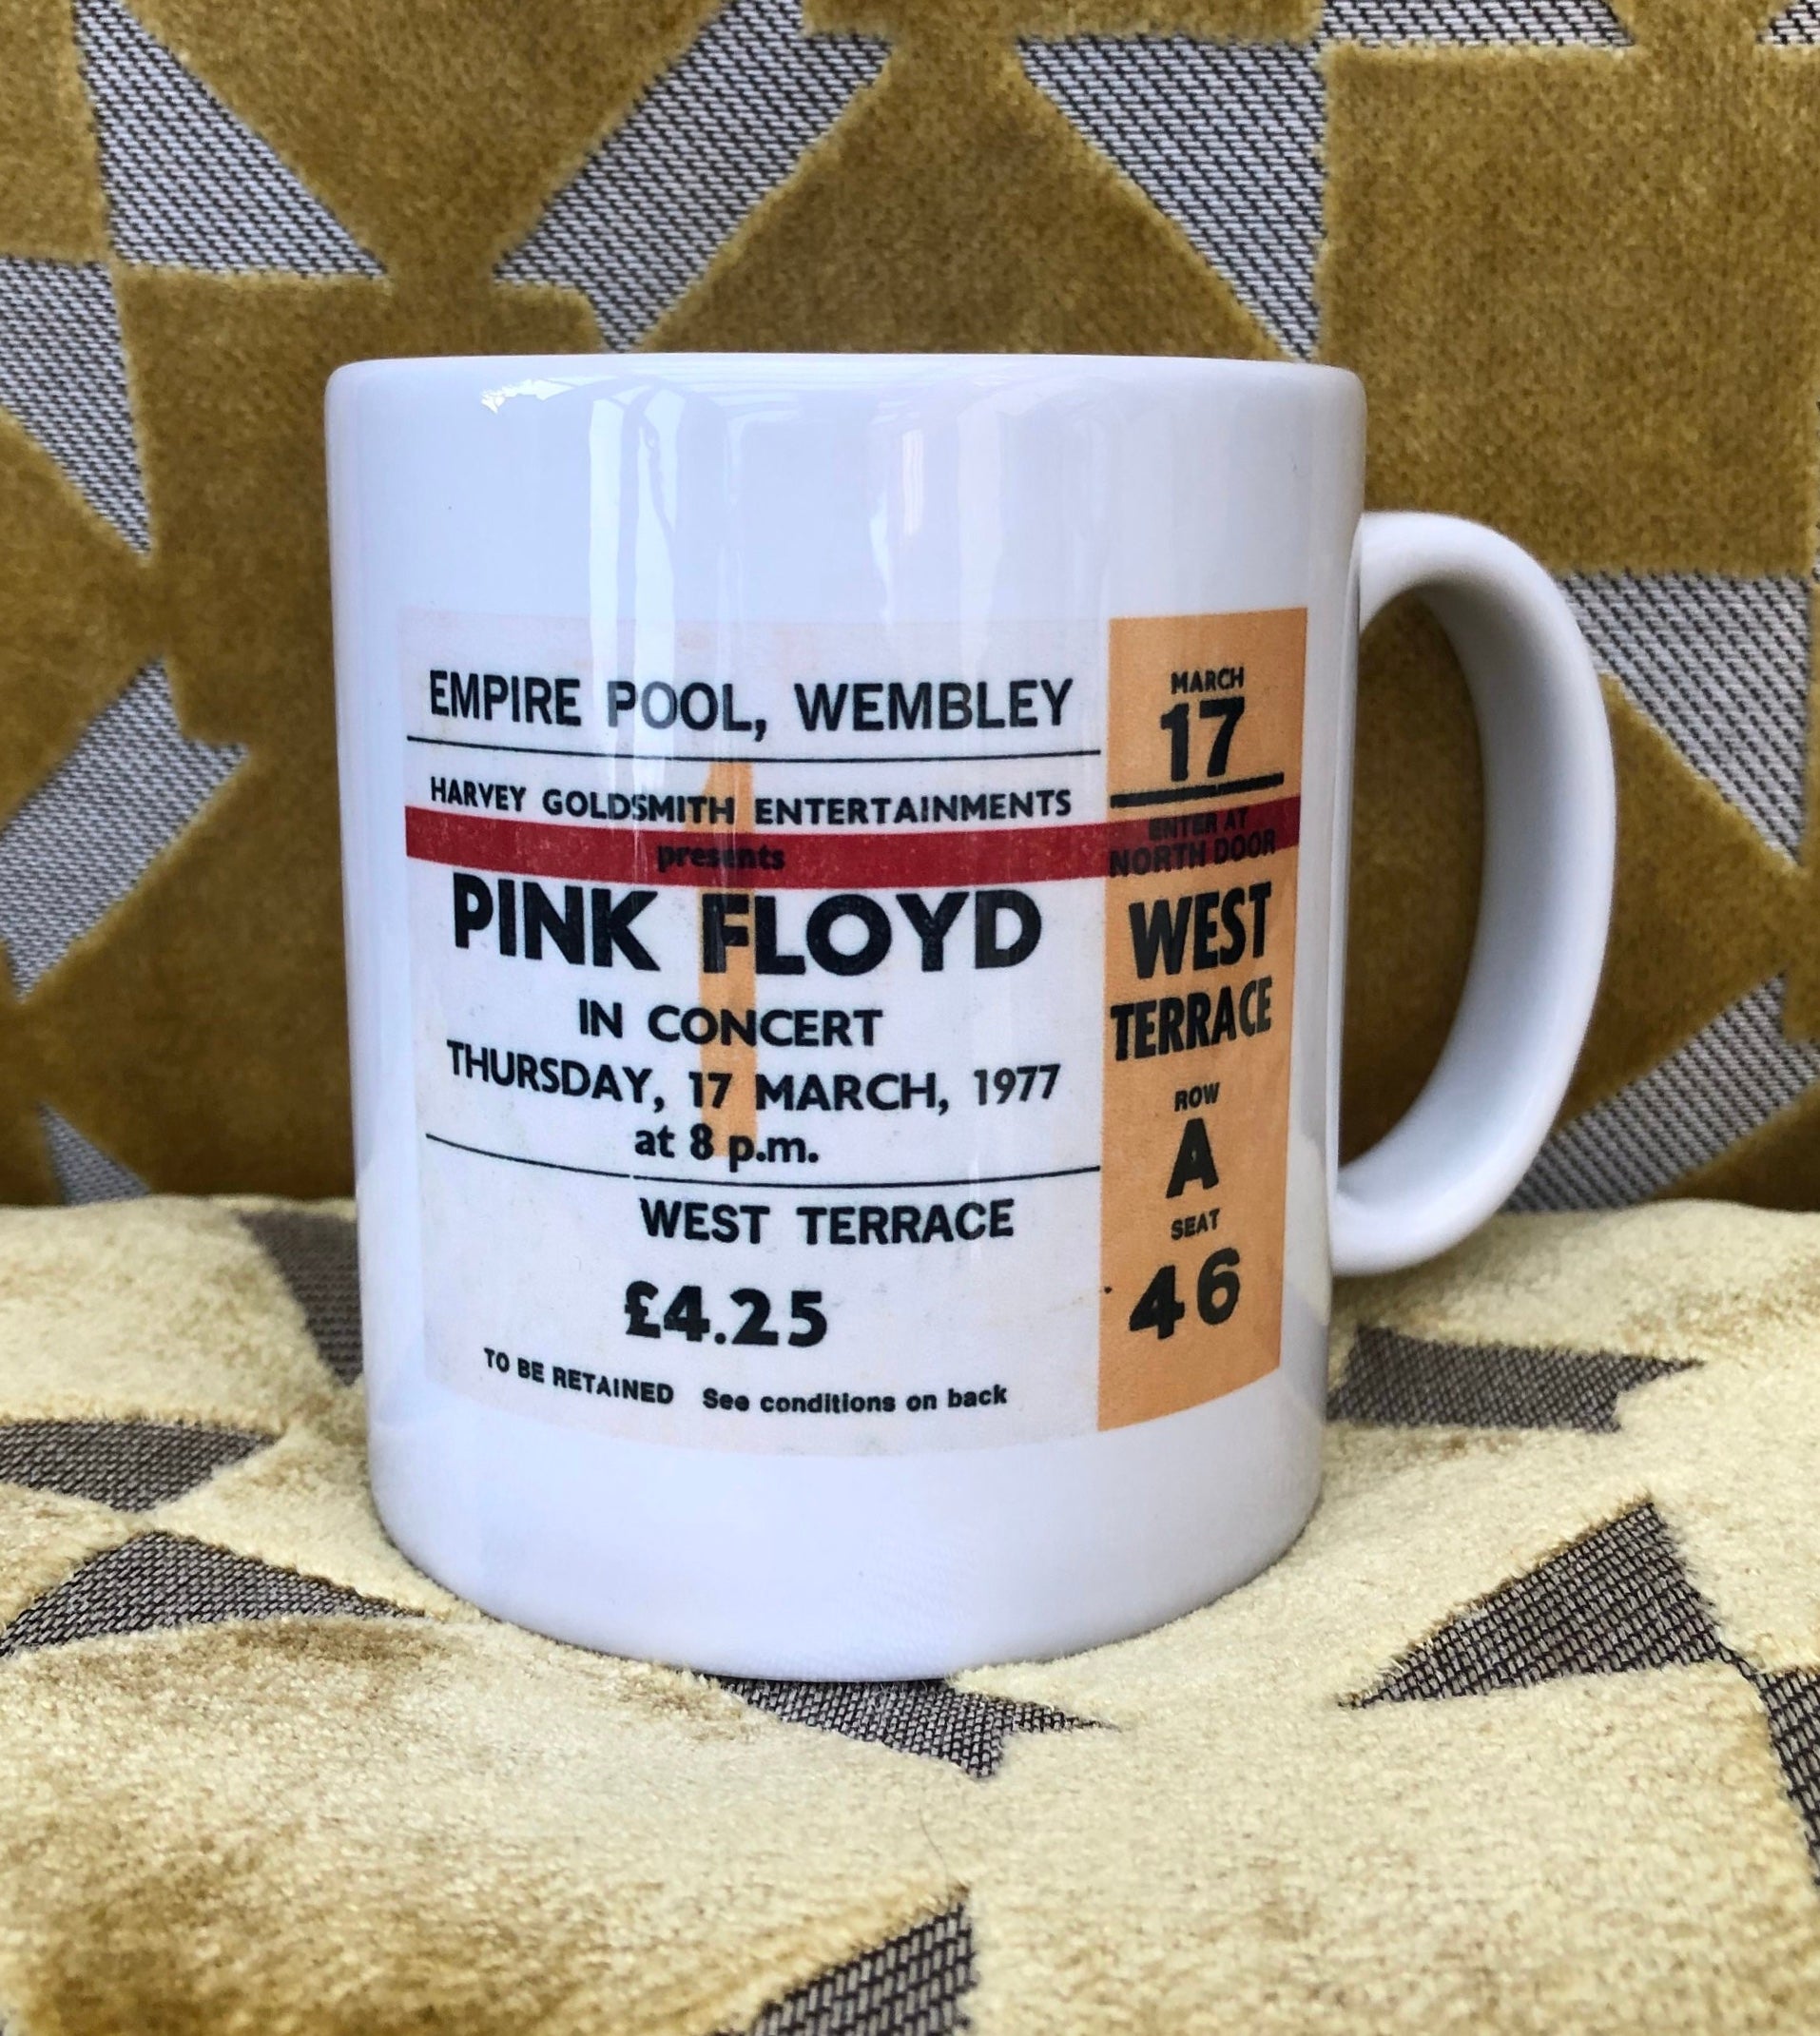 EMPIRE POOL, WEMBLEY
HARVEY GOLDSMITH ENTERTAINMENTS
presents
PINK FLOYD
IN CONCERT
THURSDAY, 17 MARCH, 1977
at 8 p.m.
WEST TERRACE
£4.25
TO BE RETAINED See conditions on back
MARCH
17
ENTER AT
NORTH DOOR
WEST
TERRACE
ROW
A
SEAT
46